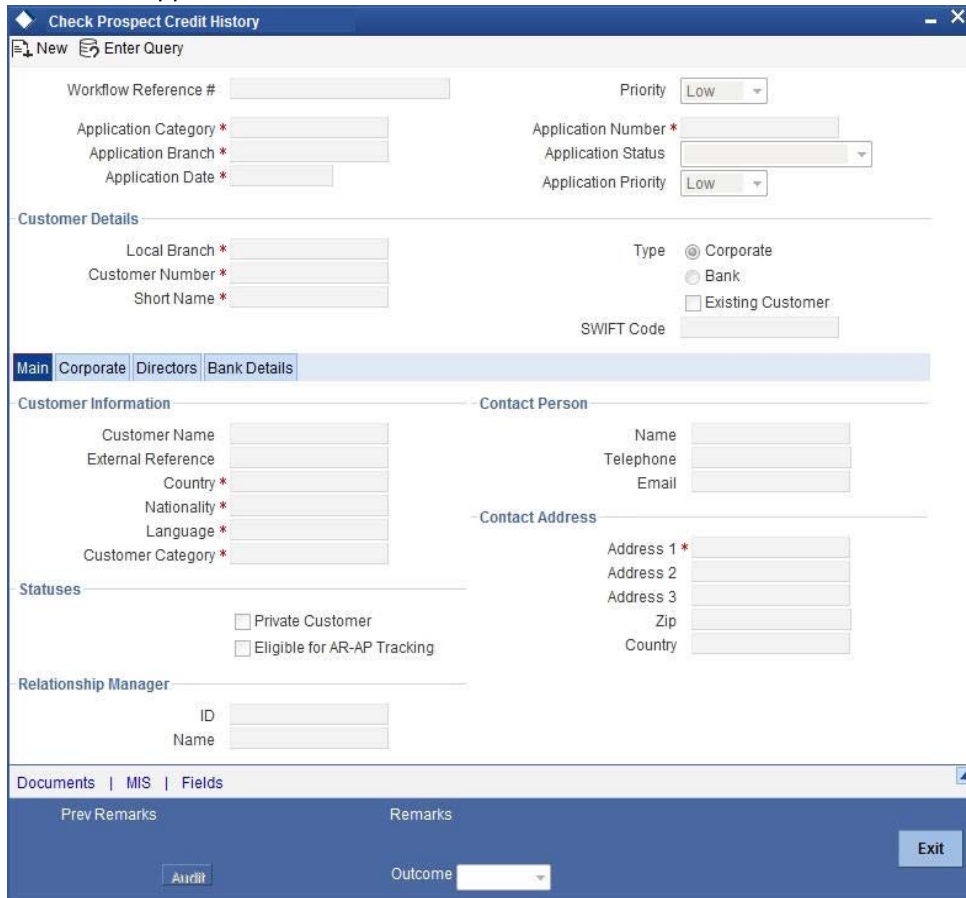 Check Prospect Credit History
New Enter Query
Workflow Reference # Priority Low
Application Category * Application Number *
Application Branch * Application Status
Application Date * Application Priority Low
Customer Details
Local Branch * Type Corporate
Customer Number * Bank
Short Name * Existing Customer
SWIFT Code
Main Corporate Directors Bank Details
Customer Information
Customer Name
External Reference
Country *
Nationality *
Language *
Customer Category *
Statuses
Private Customer
Eligible for AR-AP Tracking
Relationship Manager
ID
Name
Contact Person
Name
Telephone
Email
Contact Address
Address 1 *
Address 2
Address 3
Zip
Country
Documents | MIS | Fields
Prev Remarks Remarks
Exit
Audit Outcome